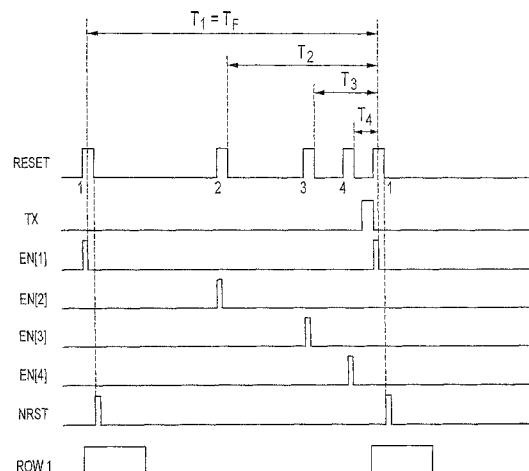 T1 = TF
T2
T3
T4
RESET
1 2 3 4 1
TX
EN[1]
EN[2]
EN[3]
EN[4]
NRST
ROW 1